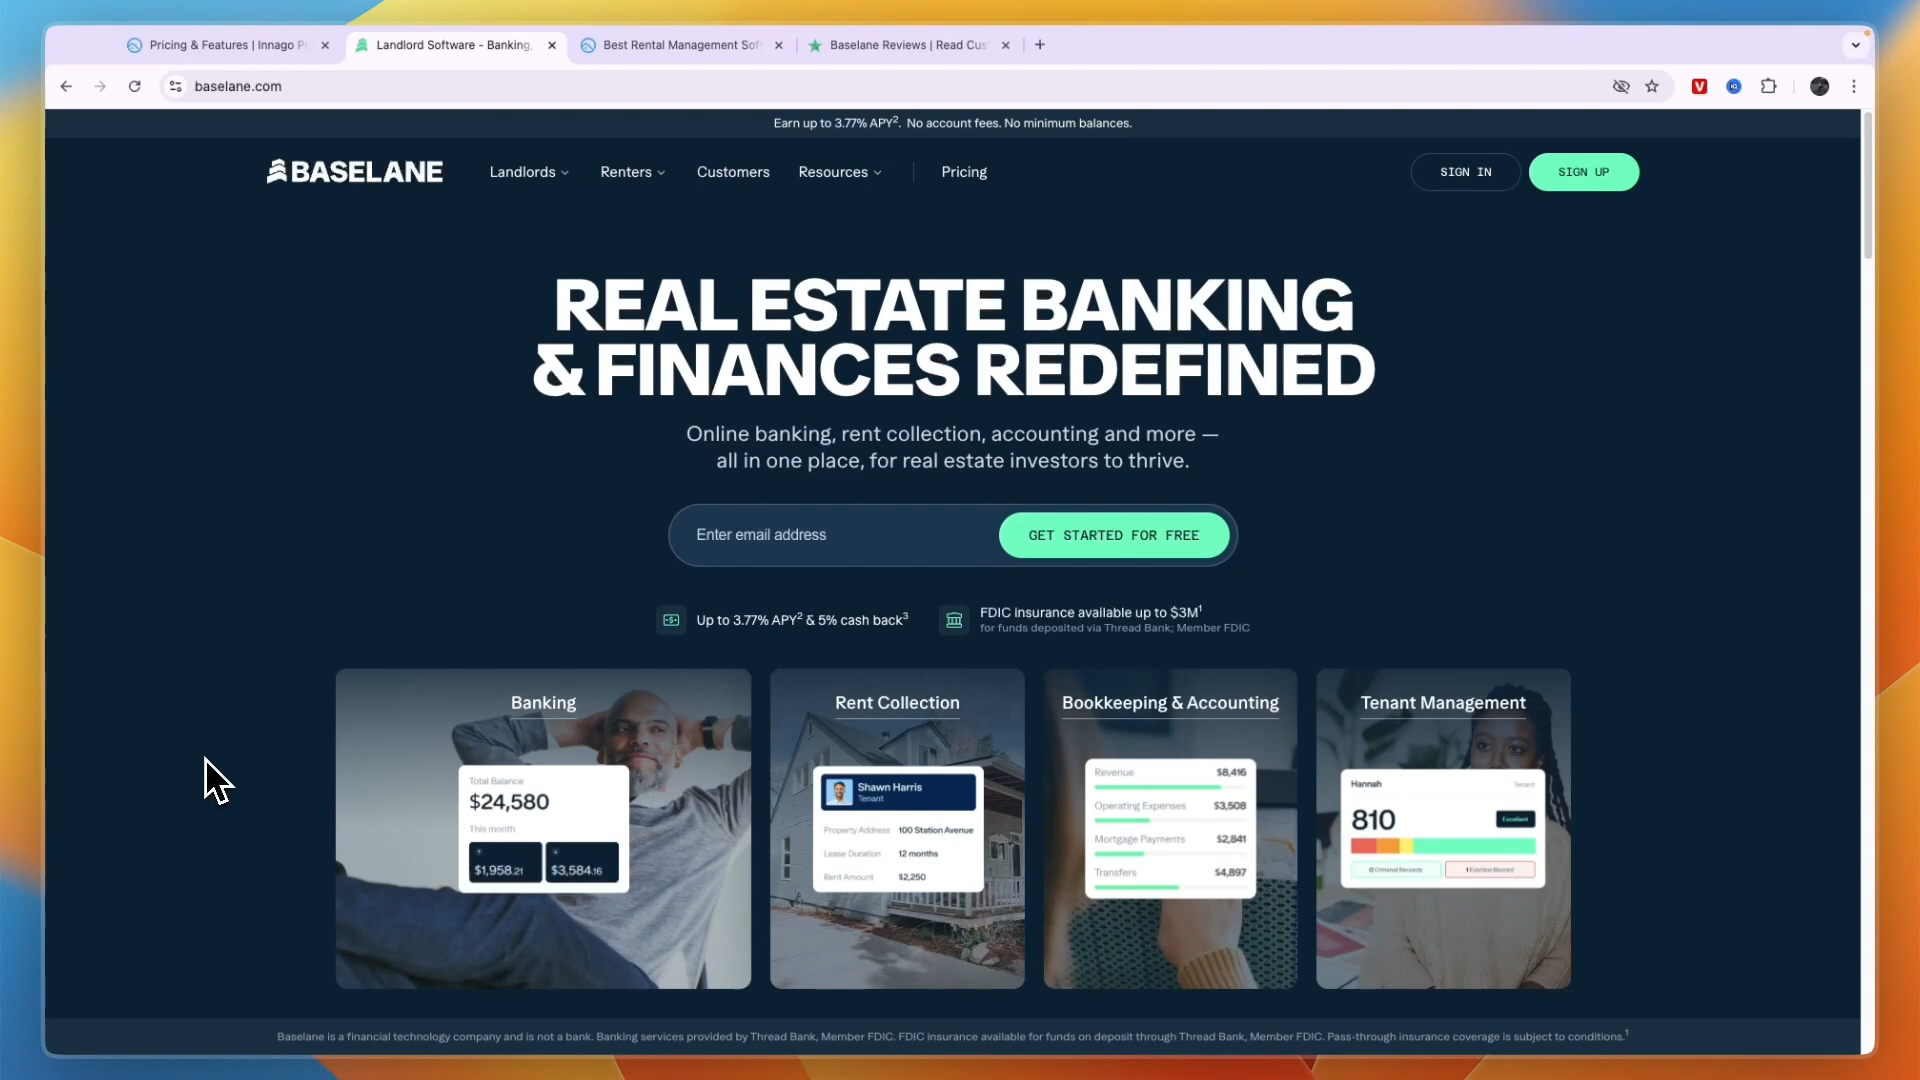 Pricing & Features | Innago P
Landlord Software - Banking,
Best Rental Management Sof
Baselane Reviews | Read Cus
baselane.com
Earn up to 3.77% APY2. No account fees. No minimum balances.
BASELANE
Landlords
Renters
Customers
Resources
Pricing
SIGN IN
SIGN UP
REAL ESTATE BANKING
& FINANCES REDEFINED
Online banking, rent collection, accounting and more —
all in one place, for real estate investors to thrive.
Enter email address
GET STARTED FOR FREE
Up to 3.77% APY2 & 5% cash back3
FDIC insurance available up to $3M1
for funds deposited via Thread Bank; Member FDIC
Banking
Total Balance
$24,580
This month
$1,958.21
$3,584.16
Rent Collection
Shawn Harris
Tenant
Property Address 100 Station Avenue
Lease Duration 12 months
Rent Amount $2,250
Bookkeeping & Accounting
Revenue $8,416
Operating Expenses $3,508
Mortgage Payments $2,841
Transfers $4,897
Tenant Management
Hannah Tenant
810
Excellent
0 Criminal Records
1 Eviction Record
Baselane is a financial technology company and is not a bank. Banking services provided by Thread Bank, Member FDIC. FDIC insurance available for funds on deposit through Thread Bank, Member FDIC. Pass-through insurance coverage is subject to conditions.1